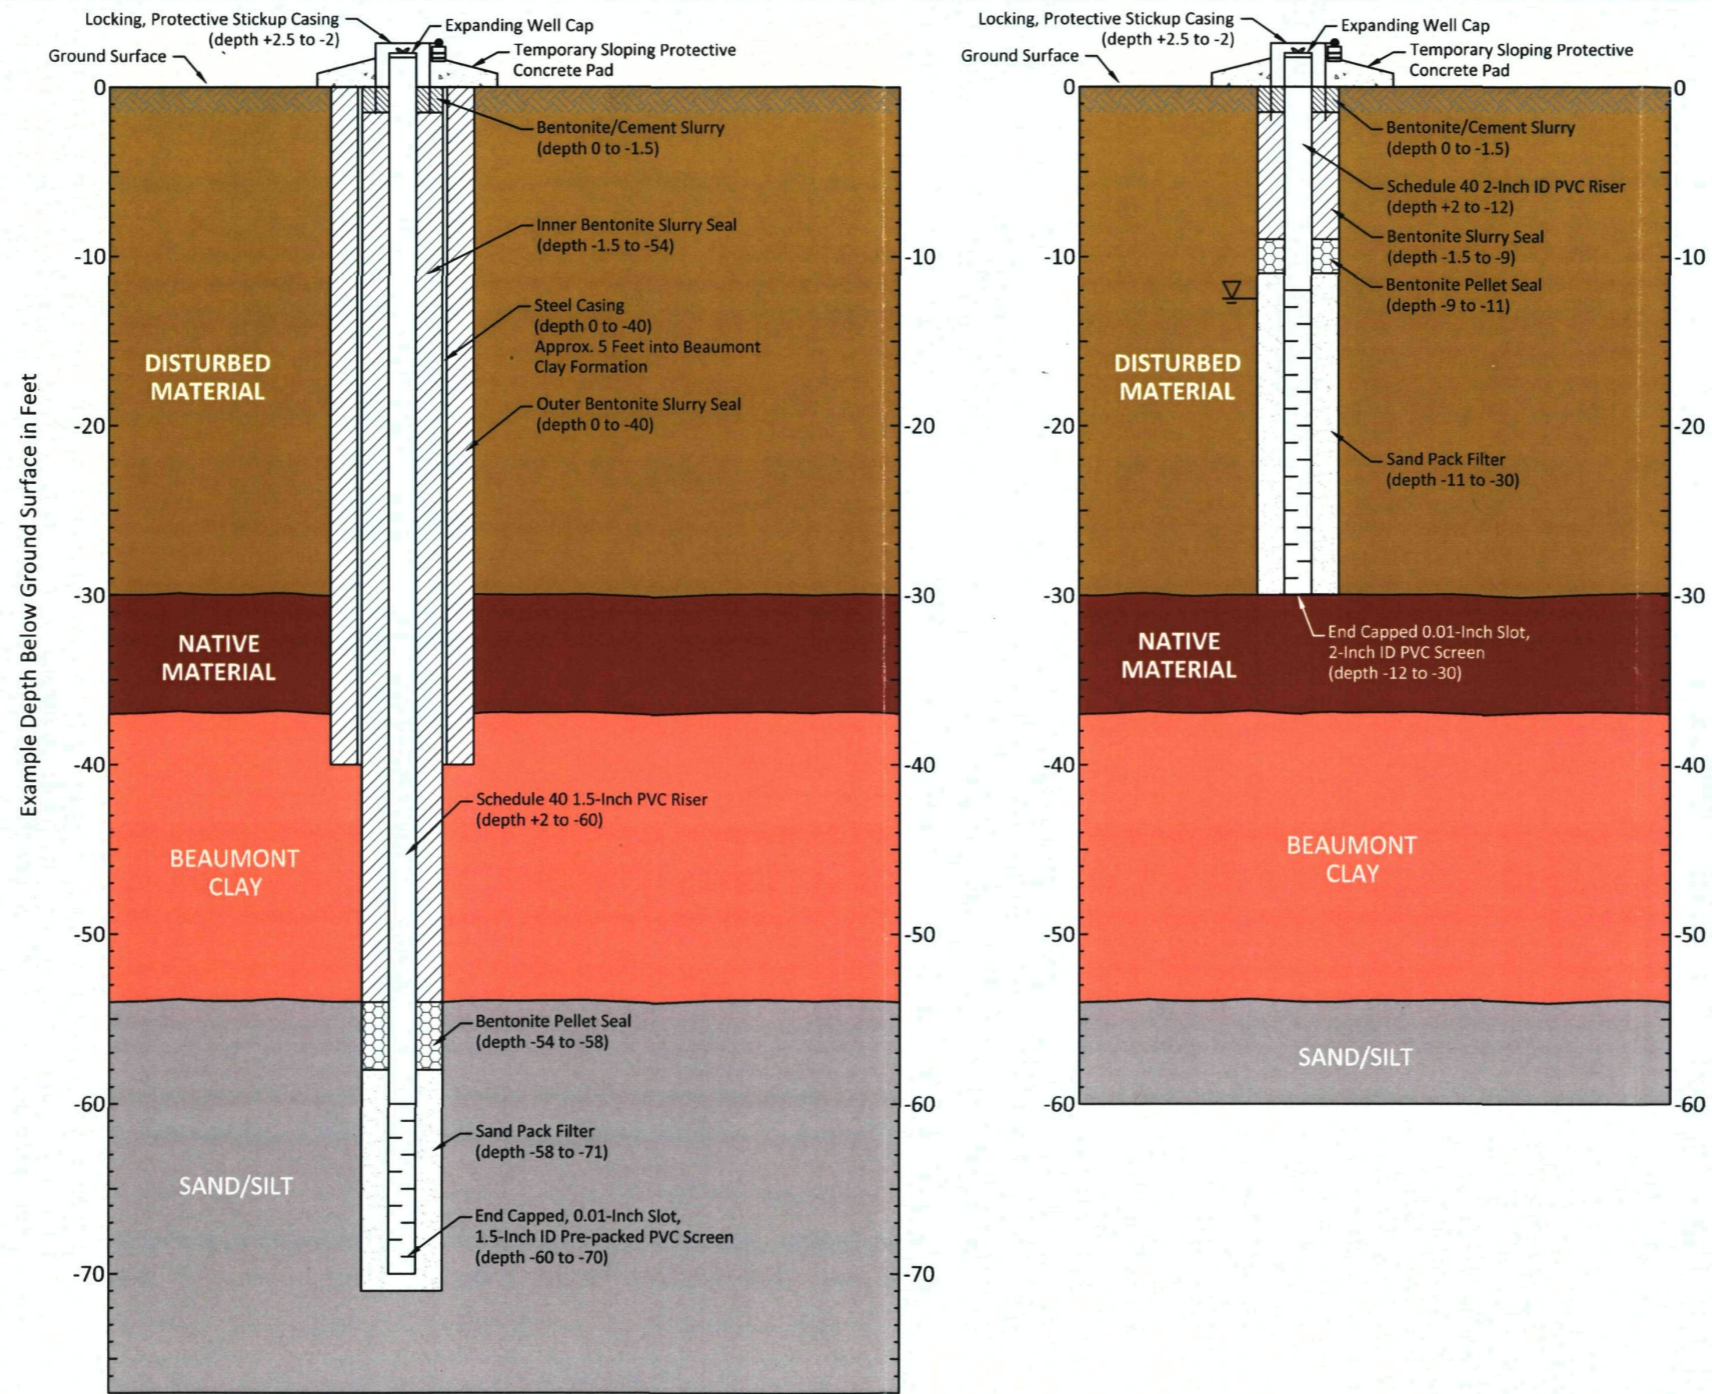 Locking, Protective Stickup Casing
(depth +2.5 to -2)
Expanding Well Cap
Ground Surface
Temporary Sloping Protective
Concrete Pad
0
Bentonite/Cement Slurry
(depth 0 to -1.5)
Inner Bentonite Slurry Seal
(depth -1.5 to -54)
-10
-10
Steel Casing
(depth 0 to -40)
Approx. 5 Feet into Beaumont
Clay Formation
DISTURBED
MATERIAL
Outer Bentonite Slurry Seal
(depth 0 to -40)
-20
-20
Example Depth Below Ground Surface in Feet
-30
-30
NATIVE
MATERIAL
-40
-40
Schedule 40 1.5-Inch PVC Riser
(depth +2 to -60)
BEAUMONT
CLAY
-50
-50
Bentonite Pellet Seal
(depth -54 to -58)
-60
-60
Sand Pack Filter
(depth -58 to -71)
SAND/SILT
End Capped, 0.01-Inch Slot,
1.5-Inch ID Pre-packed PVC Screen
(depth -60 to -70)
-70
-70
Locking, Protective Stickup Casing
(depth +2.5 to -2)
Expanding Well Cap
Ground Surface
Temporary Sloping Protective
Concrete Pad
0
0
Bentonite/Cement Slurry
(depth 0 to -1.5)
Schedule 40 2-Inch ID PVC Riser
(depth +2 to -12)
Bentonite Slurry Seal
(depth -1.5 to -9)
-10
-10
Bentonite Pellet Seal
(depth -9 to -11)
DISTURBED
MATERIAL
-20
-20
Sand Pack Filter
(depth -11 to -30)
-30
-30
End Capped 0.01-Inch Slot,
2-Inch ID PVC Screen
(depth -12 to -30)
NATIVE
MATERIAL
-40
-40
BEAUMONT
CLAY
-50
-50
SAND/SILT
-60
-60